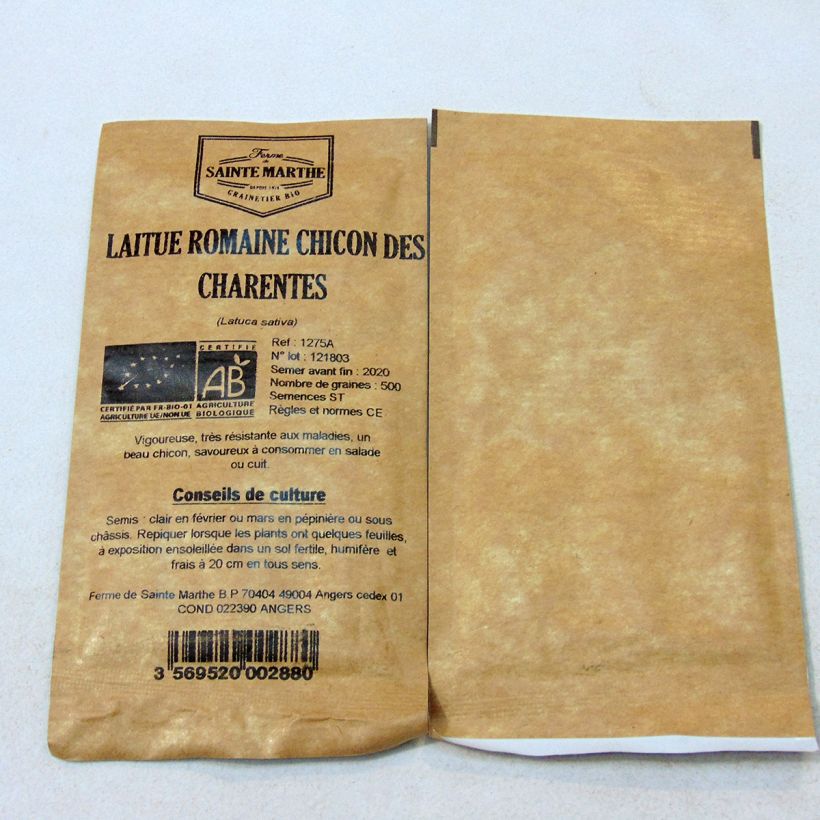 Ferme
de
SAINTE MARTHE
DEPUIS 1974
GRAINETIER BIO
LAITUE ROMAINE CHICON DES
CHARENTES
(Latuca sativa)
CERTIFIÉ
AB
AGRICULTURE
BIOLOGIQUE
CERTIFIÉ PAR FR-BIO-01
AGRICULTURE UE/NON UE
Ref : 1275A
N° lot : 121803
Semer avant fin : 2020
Nombre de graines : 500
Semences ST
Règles et normes CE
Vigoureuse, très résistante aux maladies, un
beau chicon, savoureux à consommer en salade
ou cuit.
Conseils de culture
Semis : clair en février ou mars en pépinière ou sous
châssis. Repiquer lorsque les plants ont quelques feuilles,
à exposition ensoleillée dans un sol fertile, humifère et
frais à 20 cm en tous sens.
Ferme de Sainte Marthe B P 70404 49004 Angers cedex 01
COND 022390 ANGERS
3 569520 002880